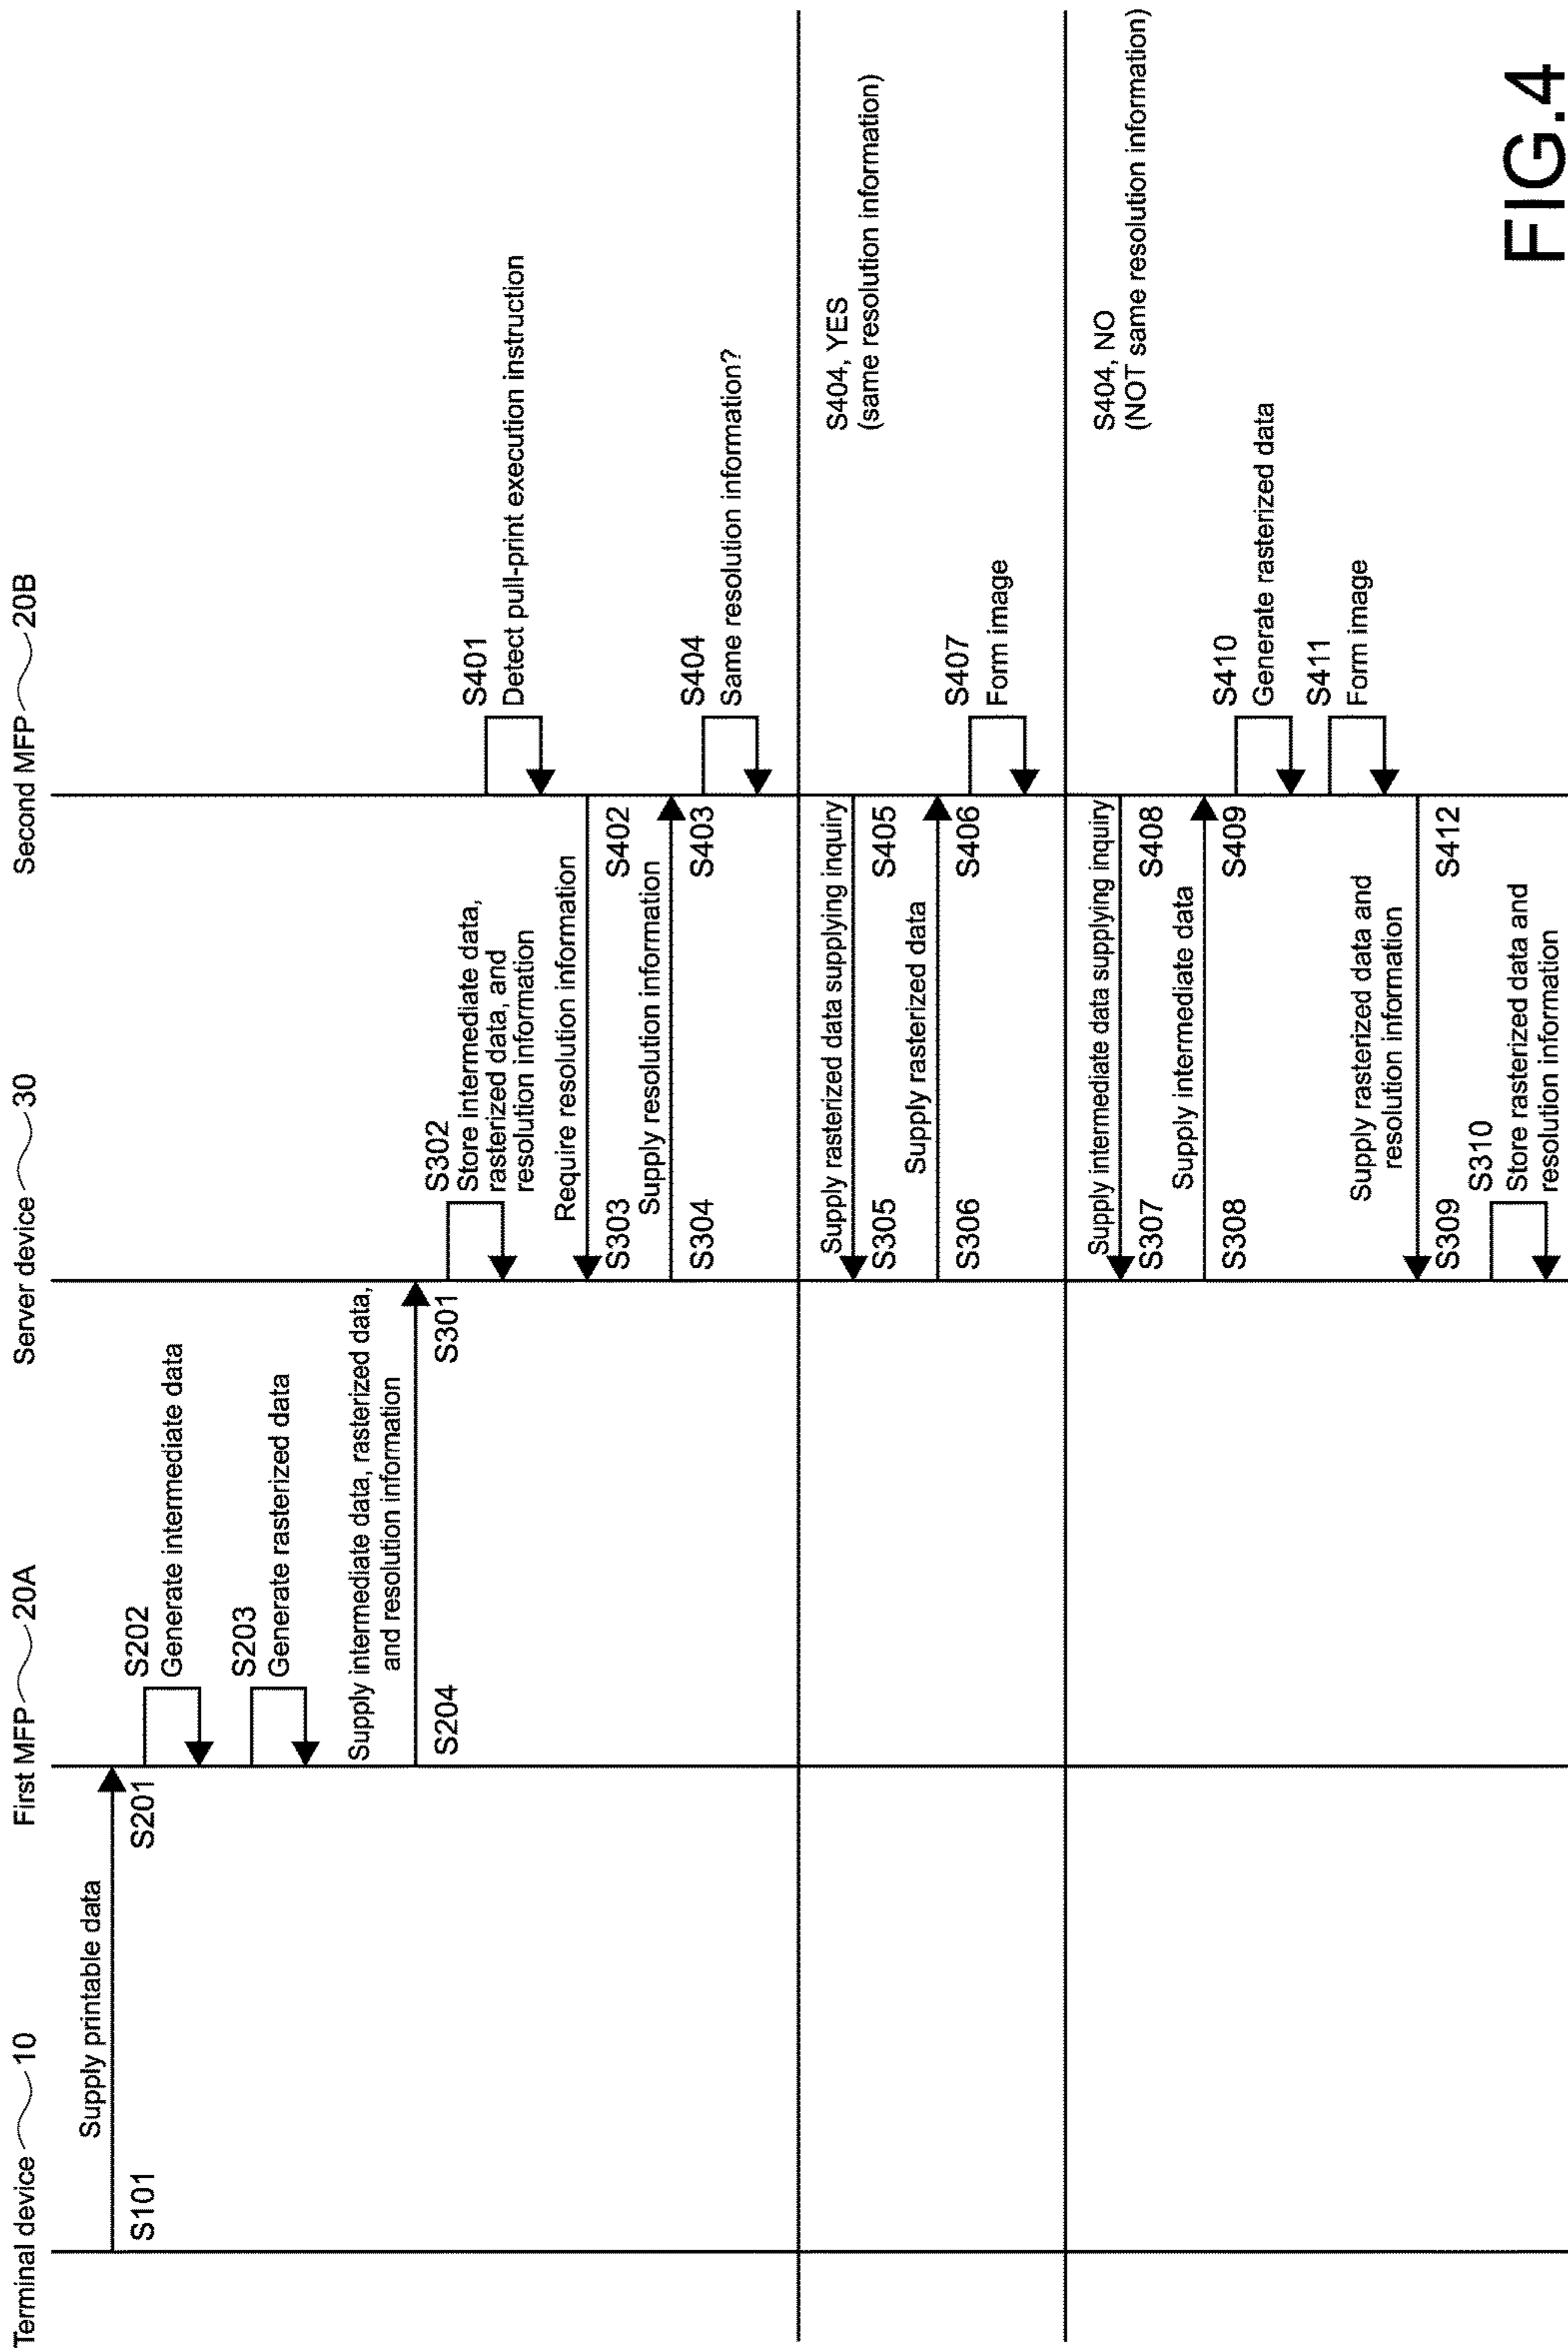 Terminal device 10
First MFP 20A
Server device 30
Second MFP 20B
Supply printable data
S101
S201
S202
Generate intermediate data
S203
Generate rasterized data
Supply intermediate data, rasterized data,
and resolution information
S204
S301
S302
Store intermediate data,
rasterized data, and
resolution information
S401
Detect pull-print execution instruction
Require resolution information
S303
S402
Supply resolution information
S304
S403
S404
Same resolution information?
S404, YES
(same resolution information)
Supply rasterized data supplying inquiry
S305
S405
Supply rasterized data
S306
S406
S407
Form image
S404, NO
(NOT same resolution information)
Supply intermediate data supplying inquiry
S307
S408
Supply intermediate data
S308
S409
S410
Generate rasterized data
S411
Form image
Supply rasterized data and
resolution information
S309
S412
S310
Store rasterized data and
resolution information
FIG.4